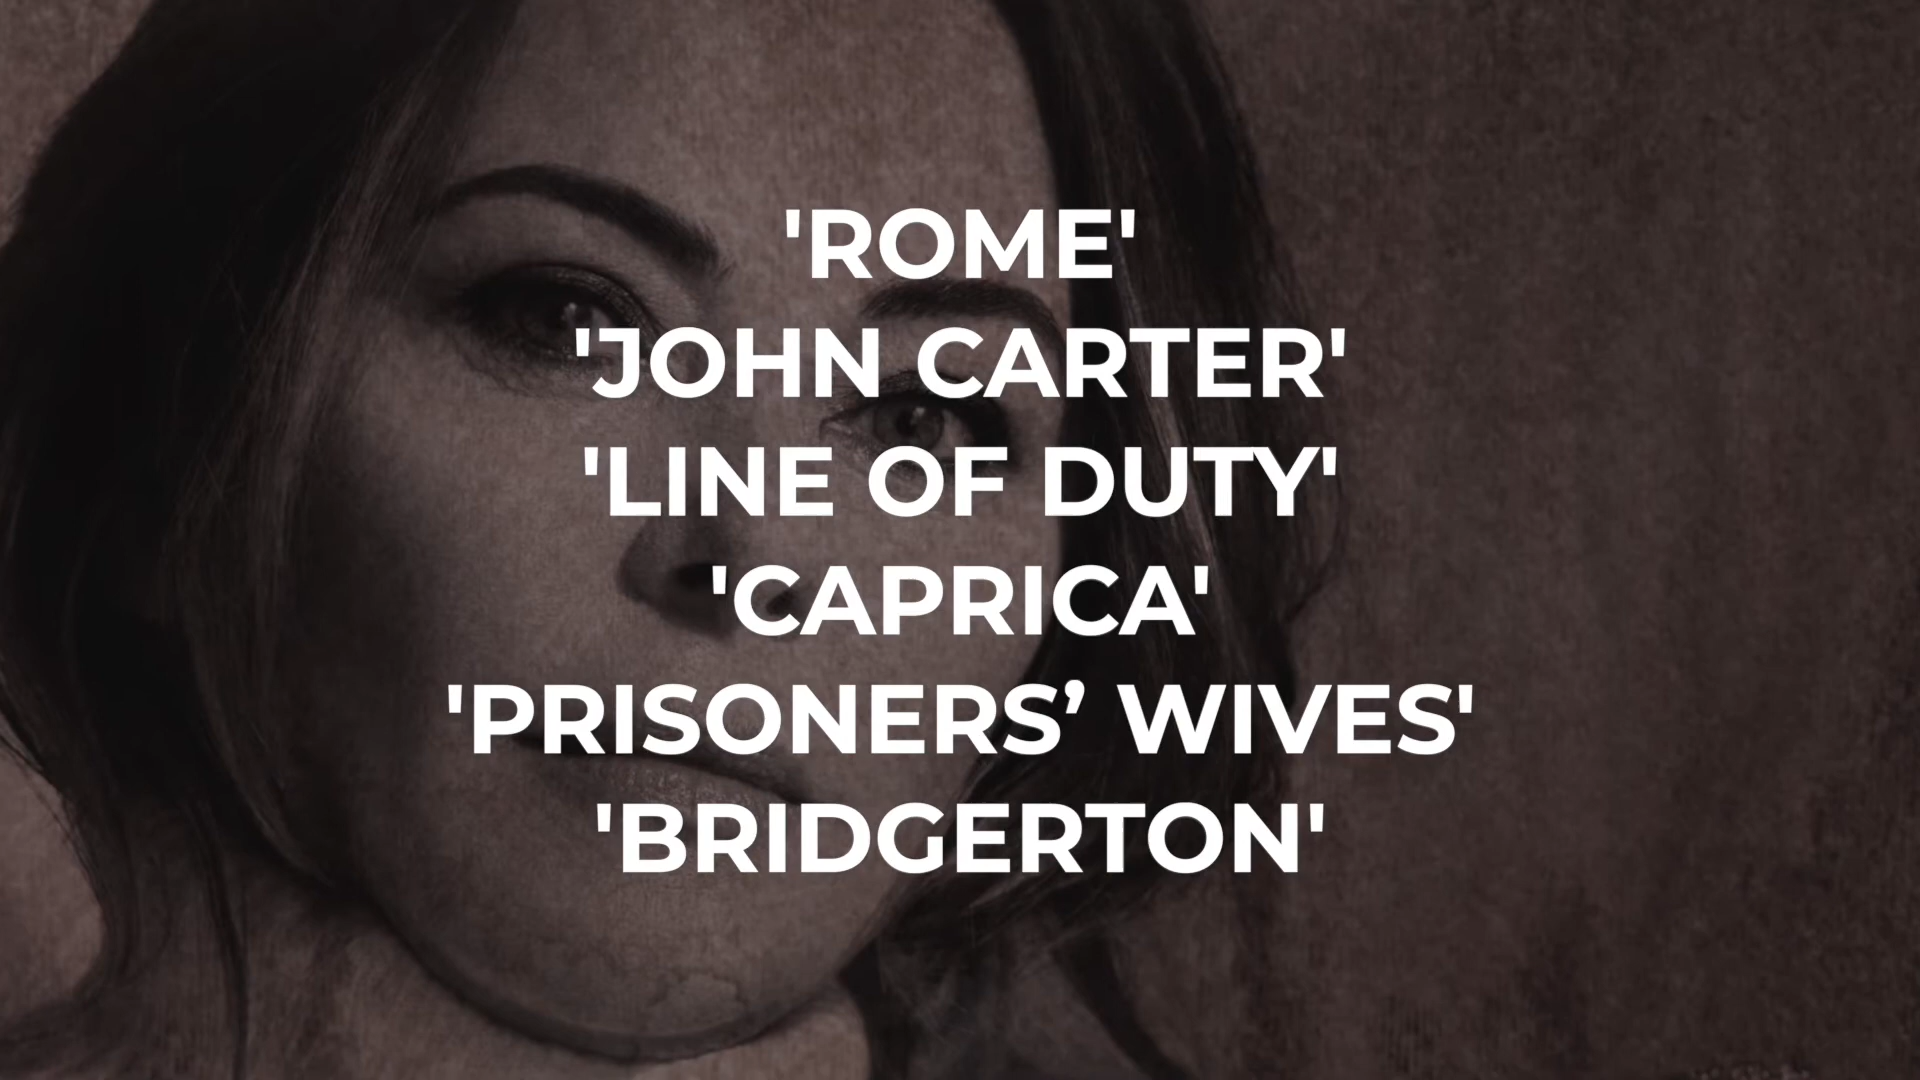 'ROME'
'JOHN CARTER'
'LINE OF DUTY'
'CAPRICA'
'PRISONERS’ WIVES'
'BRIDGERTON'